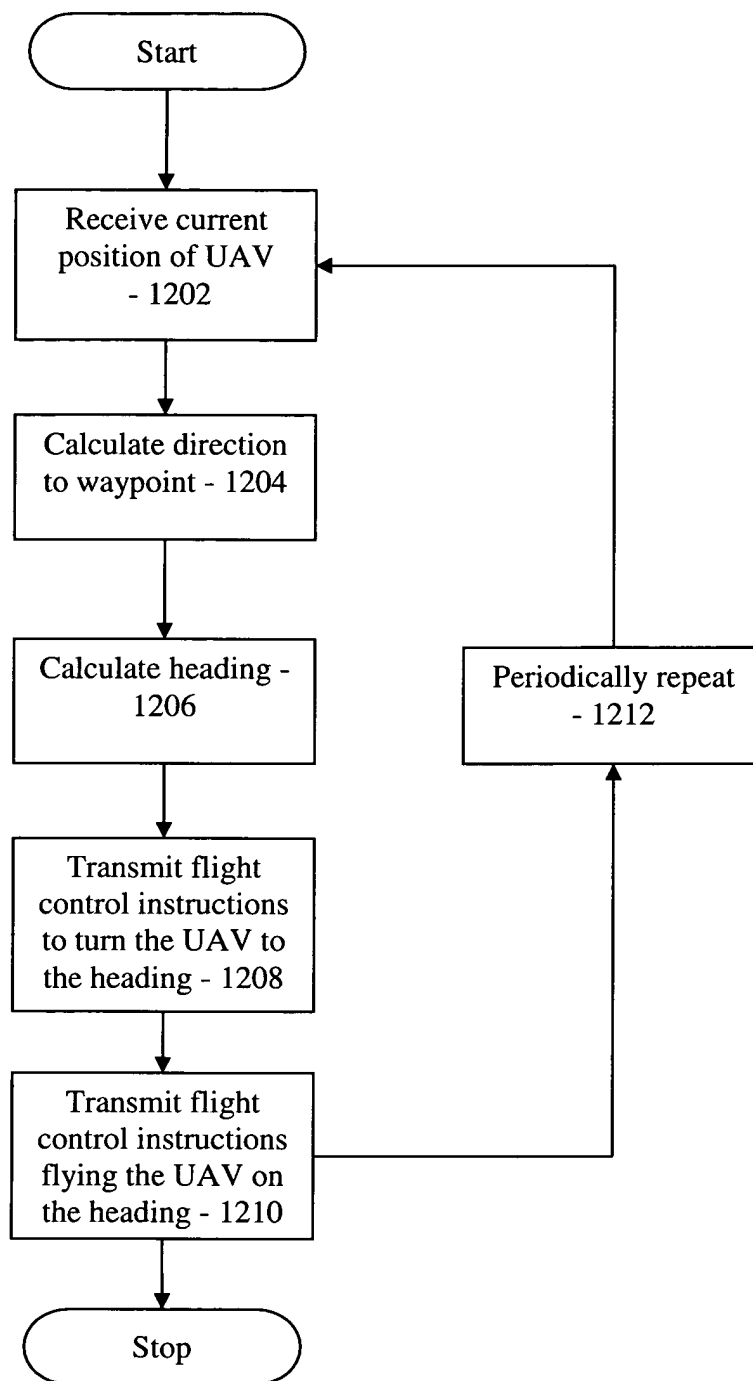 Start
Receive current
position of UAV
- 1202
Calculate direction
to waypoint - 1204
Calculate heading -
1206
Periodically repeat
- 1212
Transmit flight
control instructions
to turn the UAV to
the heading - 1208
Transmit flight
control instructions
flying the UAV on
the heading - 1210
Stop